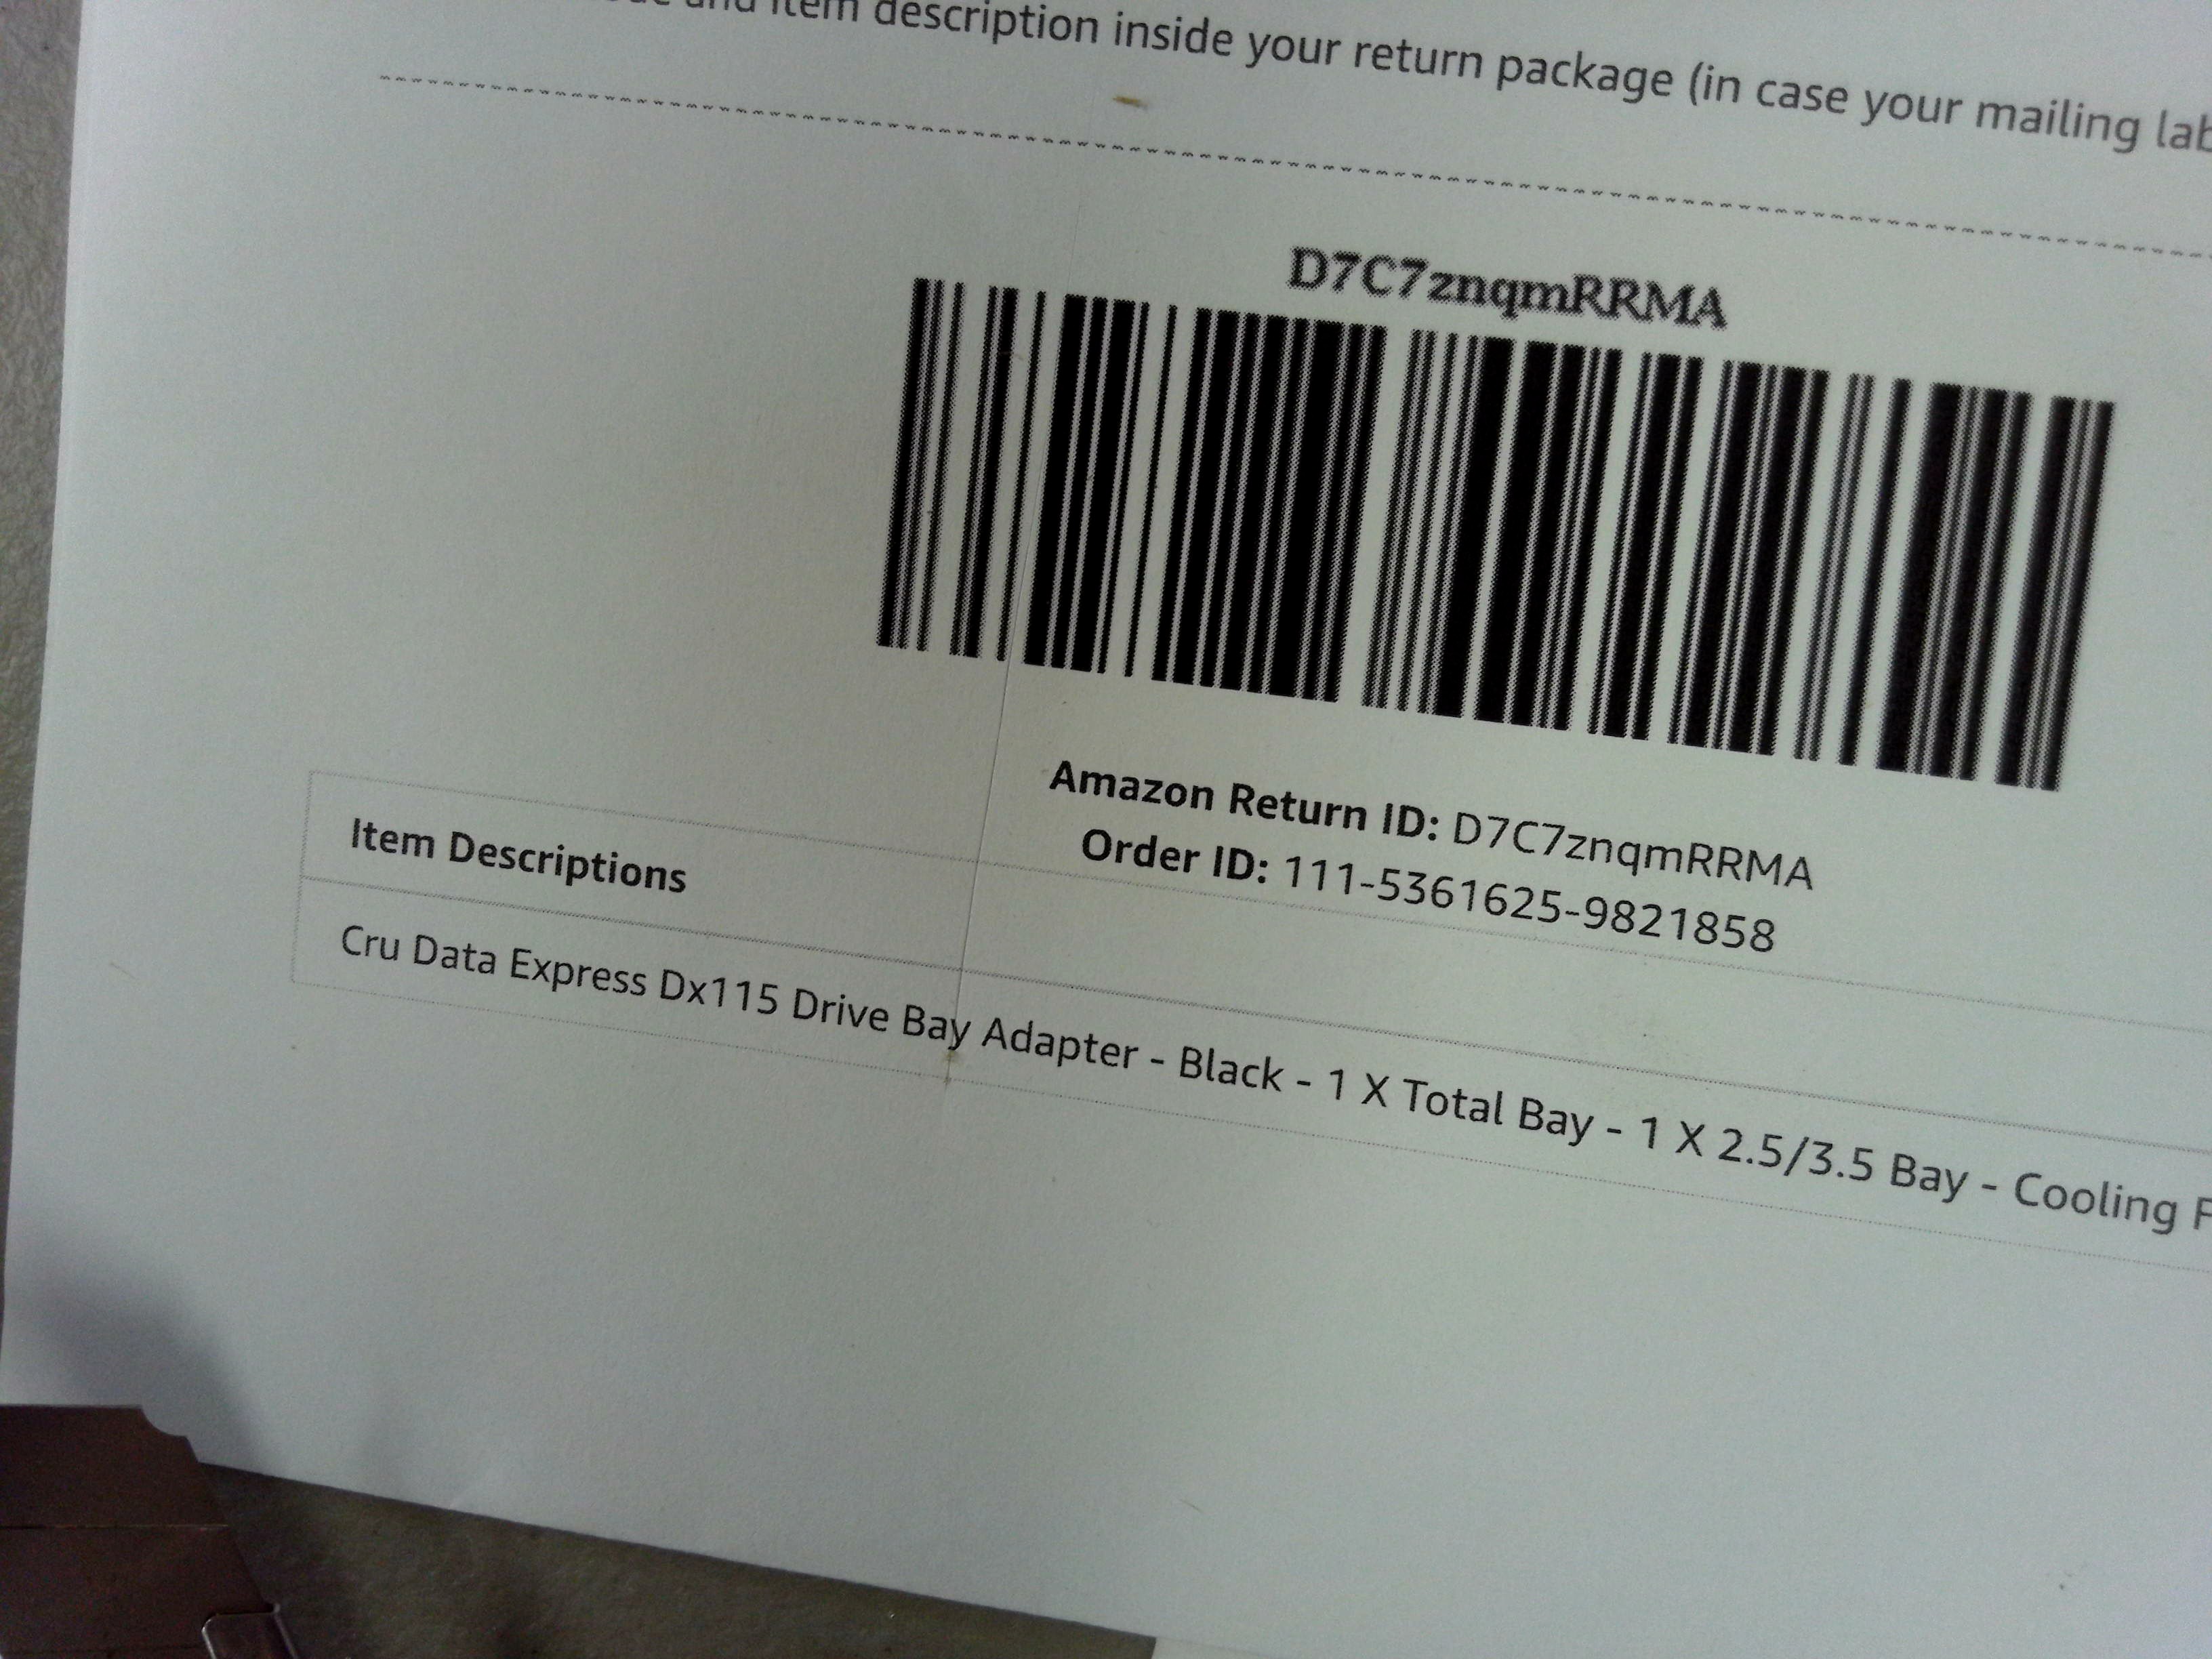 and item description inside your return package (in case your mailing
D7C7znqmRRMA
Amazon Return ID: D7C7znqmRRMA
Order ID: 111-5361625-9821858
Item Descriptions
Cru Data Express Dx115 Drive Bay Adapter - Black - 1 X Total Bay - 1 X 2.5/3.5 Bay - Cooling